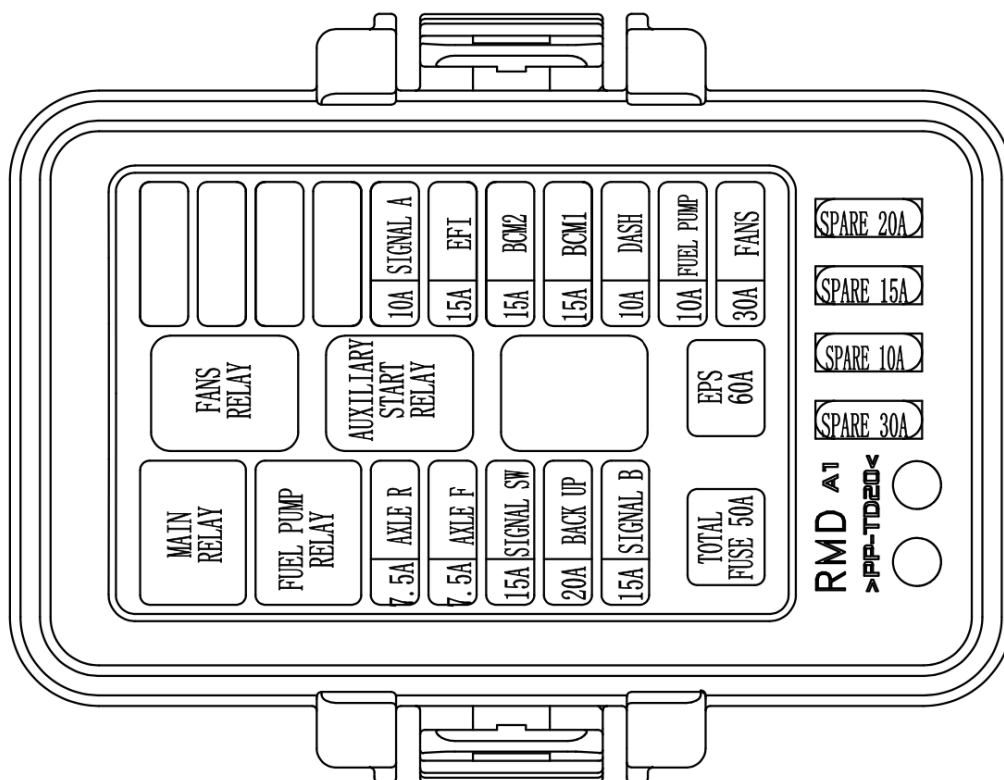 10A SIGNAL A
15A EFI
15A BCM2
15A BCM1
10A DASH
10A FUEL PUMP
30A FANS
FANS
RELAY
AUXILIARY
START
RELAY
EPS
60A
MAIN
RELAY
FUEL PUMP
RELAY
7.5A AXLE R
7.5A AXLE F
15A SIGNAL SW
20A BACK UP
15A SIGNAL B
TOTAL
FUSE 50A
SPARE 20A
SPARE 15A
SPARE 10A
SPARE 30A
RMD A1
>PP-TD20<